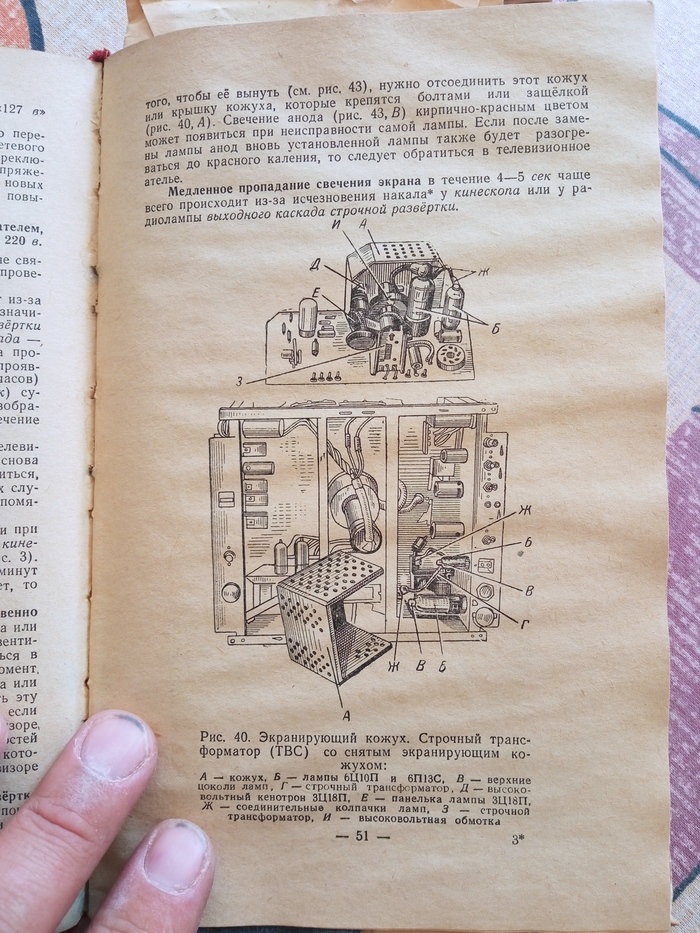 «127 в»
того, чтобы её вынуть (см. рис. 43), нужно отсоединить этот кожух
или крышку кожуха, которые крепятся болтами или защёлкой
(рис. 40, А). Свечение анода (рис. 43, В) кирпично-красным цветом
может появиться при неисправности самой лампы. Если после заме-
ны лампы анод вновь установленной лампы также будет разогре-
ваться до красного каления, то следует обратиться в телевизионное
ателье.
Медленное пропадание свечения экрана в течение 4—5 сек чаще
всего происходит из-за исчезновения накала* у кинескопа или у ра-
диолампы выходного каскада строчной развёртки.
И А
Д
Ж
Е
Б
З
Ж
Б
В
Г
Ж В Б
А
Рис. 40. Экранирующий кожух. Строчный транс-
форматор (ТВС) со снятым экранирующим ко-
жухом:
А — кожух, Б — лампы 6Ц10П и 6П13С, В — верхние
цоколи ламп, Г — строчный трансформатор, Д — высоко-
вольтный кенотрон 3Ц18П, Е — панелька лампы 3Ц18П,
Ж — соединительные колпачки ламп, З — строчной
трансформатор, И — высоковольтная обмотка
— 51 —
3*